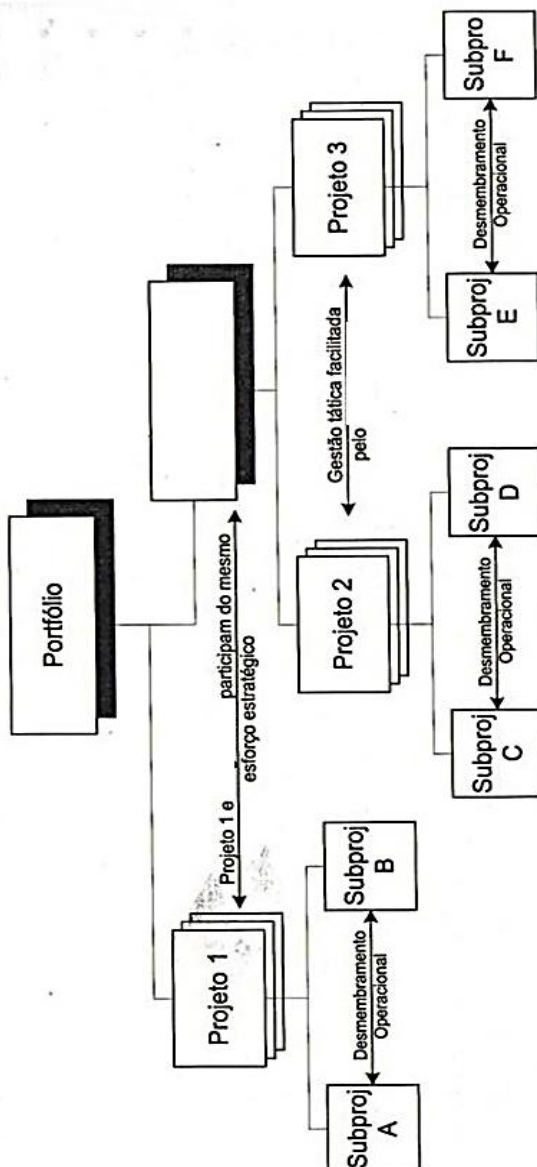 Portfólio
Projeto 1 e participam do mesmo
esforço estratégico
Projeto 1
Gestão tática facilitada
pelo
Projeto 2
Projeto 3
Subproj
A
Desmembramento
Operacional
Subproj
B
Subproj
C
Desmembramento
Operacional
Subproj
D
Subproj
E
Desmembramento
Operacional
Subpro
F